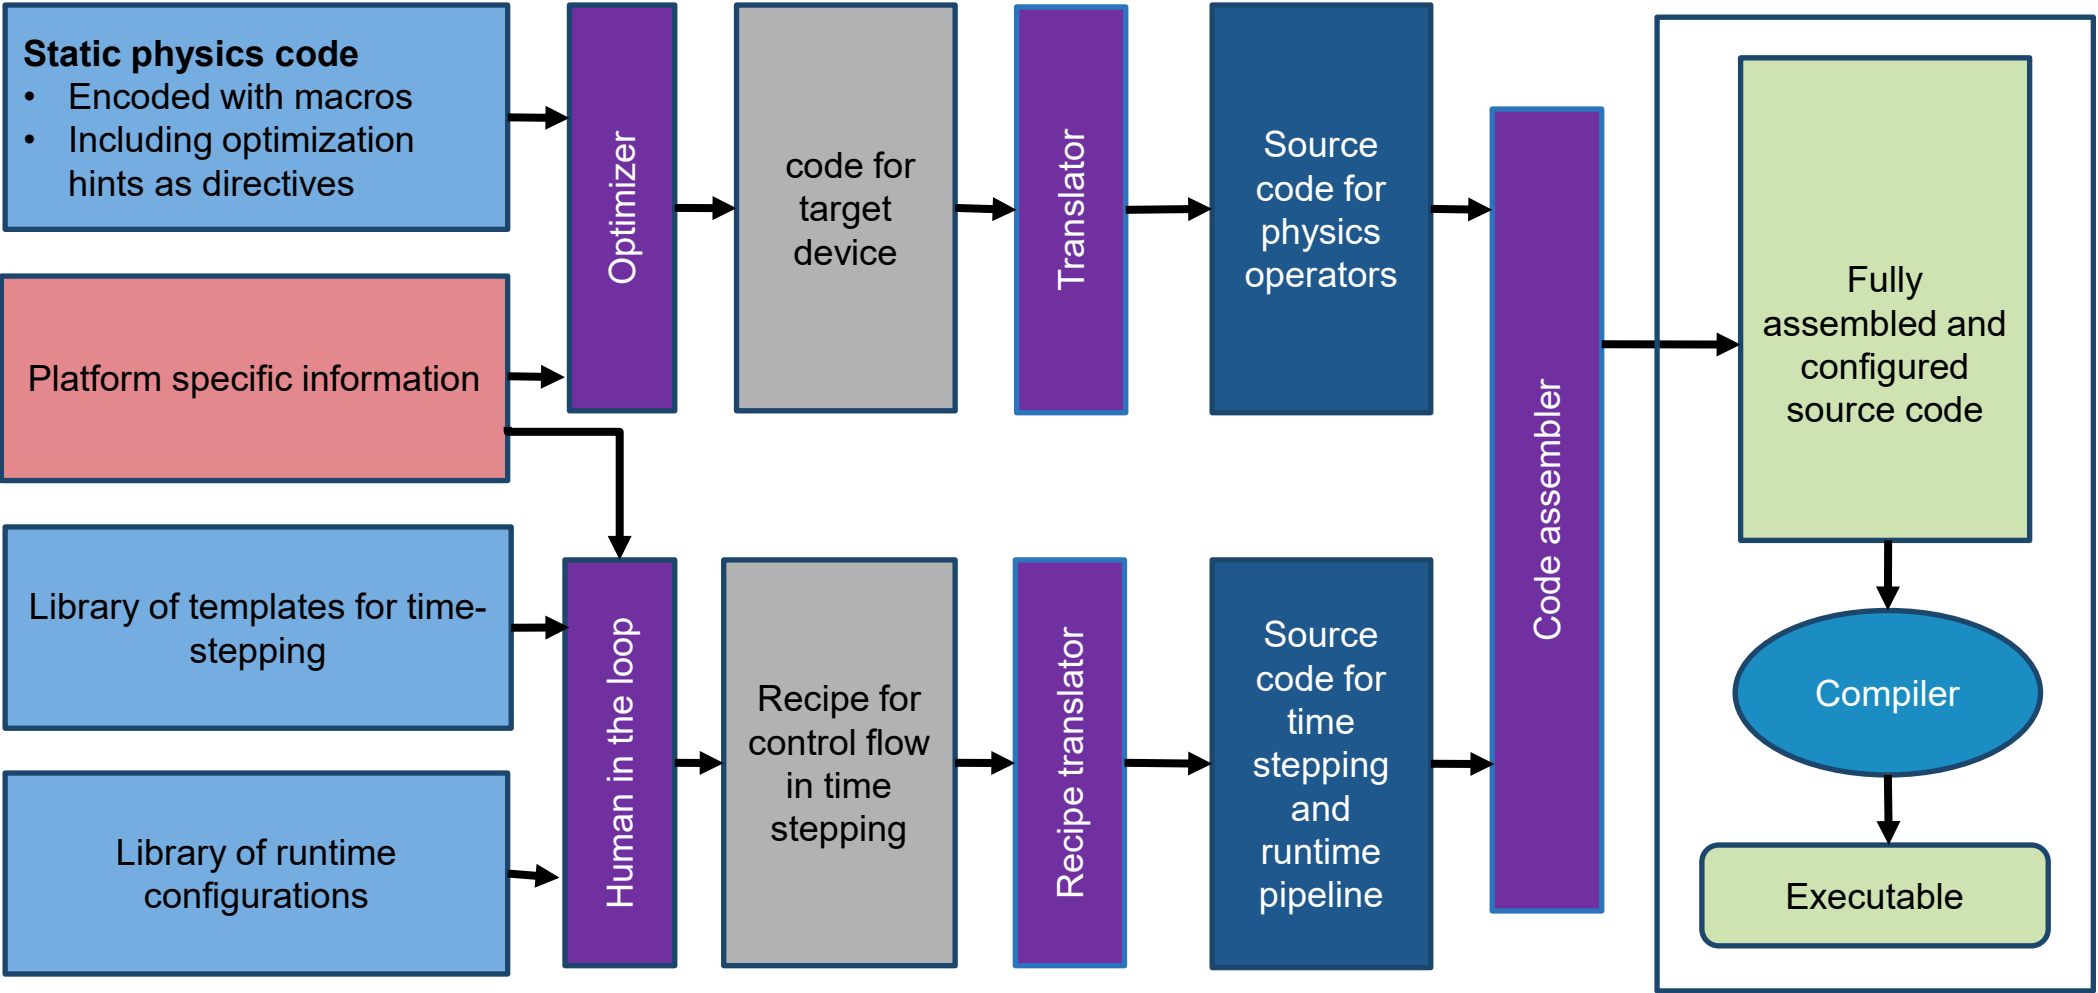 Static physics code
• Encoded with macros
• Including optimization
hints as directives
Optimizer
code for
target
device
Translator
Source
code for
physics
operators
Platform specific information
Library of templates for time-
stepping
Library of runtime
configurations
Human in the loop
Recipe for
control flow
in time
stepping
Recipe translator
Source
code for
time
stepping
and
runtime
pipeline
Code assembler
Fully
assembled and
configured
source code
Compiler
Executable